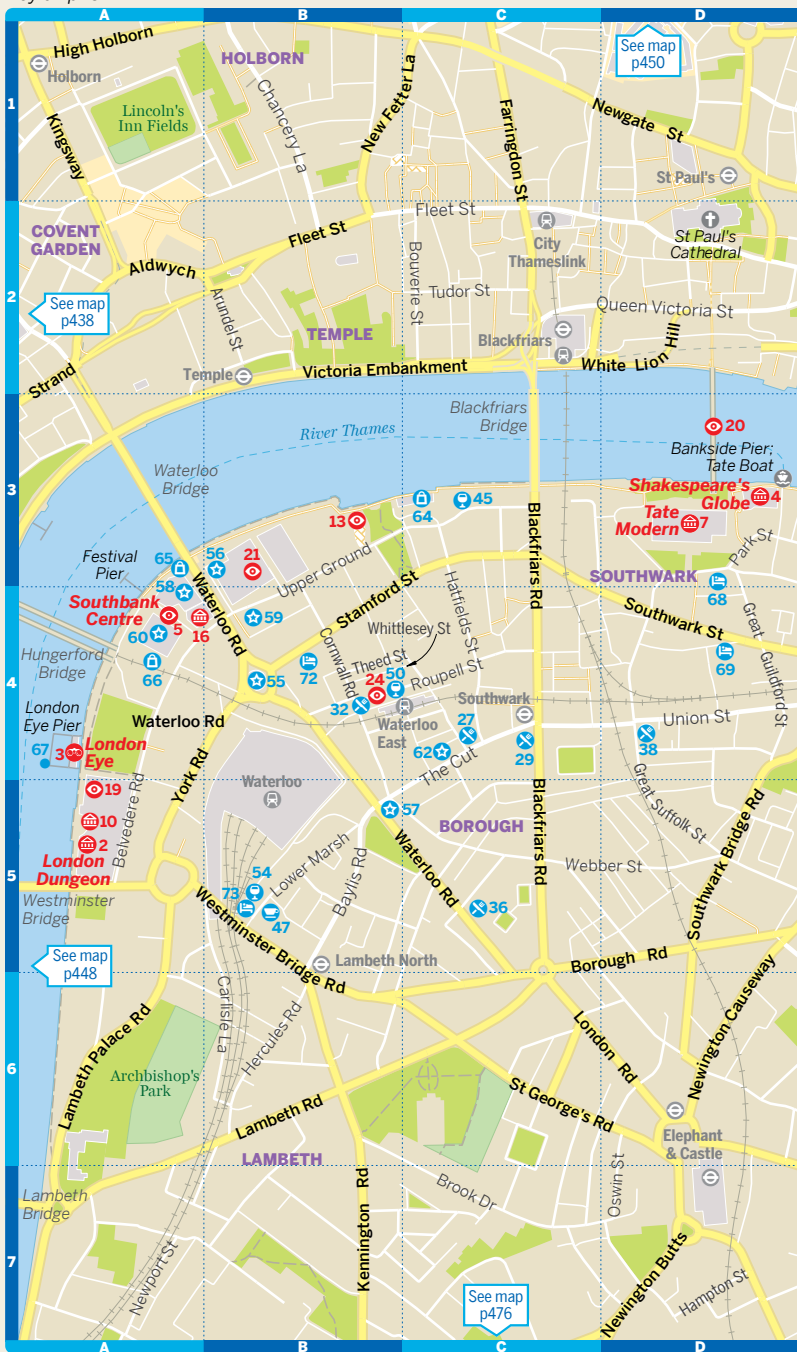 A
B
C
D
1
High Holborn
HOLBORN
See map
p450
Holborn
Lincoln's
Inn Fields
Chancery La
New Fetter La
Farringdon St
Newgate St
Kingsway
St Paul's
2
COVENT
GARDEN
Fleet St
Fleet St
City
Thameslink
St Paul's
Cathedral
Aldwych
Bouverie St
Arundel St
Tudor St
Queen Victoria St
See map
p438
TEMPLE
Blackfriars
White Lion Hill
Strand
Temple
Victoria Embankment
3
Blackfriars
Bridge
River Thames
20
Bankside Pier;
Tate Boat
Waterloo
Bridge
Shakespeare's
Globe
4
Tate
Modern
7
13
64
45
Blackfriars Rd
Park St
Festival
Pier
65
56
21
Upper Ground
58
SOUTHWARK
68
4
Southbank
Centre
5
16
60
Waterloo Rd
59
Stamford St
Hatfields St
Southwark St
Whittlesey St
Great Guildford St
Hungerford
Bridge
66
55
72
Cornwall Rd
Theed St
50
24
Roupell St
69
London
Eye Pier
Waterloo Rd
32
Waterloo
East
Southwark
27
Union St
67
3
London
Eye
62
The Cut
29
38
York Rd
5
19
Belvedere Rd
Waterloo
57
BOROUGH
Blackfriars Rd
Great Suffolk St
Southwark Bridge Rd
10
2
London
Dungeon
Lower Marsh
Baylis Rd
Waterloo Rd
Webber St
54
73
47
36
Westminster
Bridge
Westminster Bridge Rd
Lambeth North
Borough Rd
See map
p448
6
Lambeth Palace Rd
Carlisle La
Hercules Rd
London Rd
Newington Causeway
Archbishop's
Park
Lambeth Rd
St George's Rd
Elephant
& Castle
LAMBETH
7
Lambeth
Bridge
Newport St
Kennington Rd
Brook Dr
Oswin St
Newington Butts
Hampton St
See map
p476
A
B
C
D